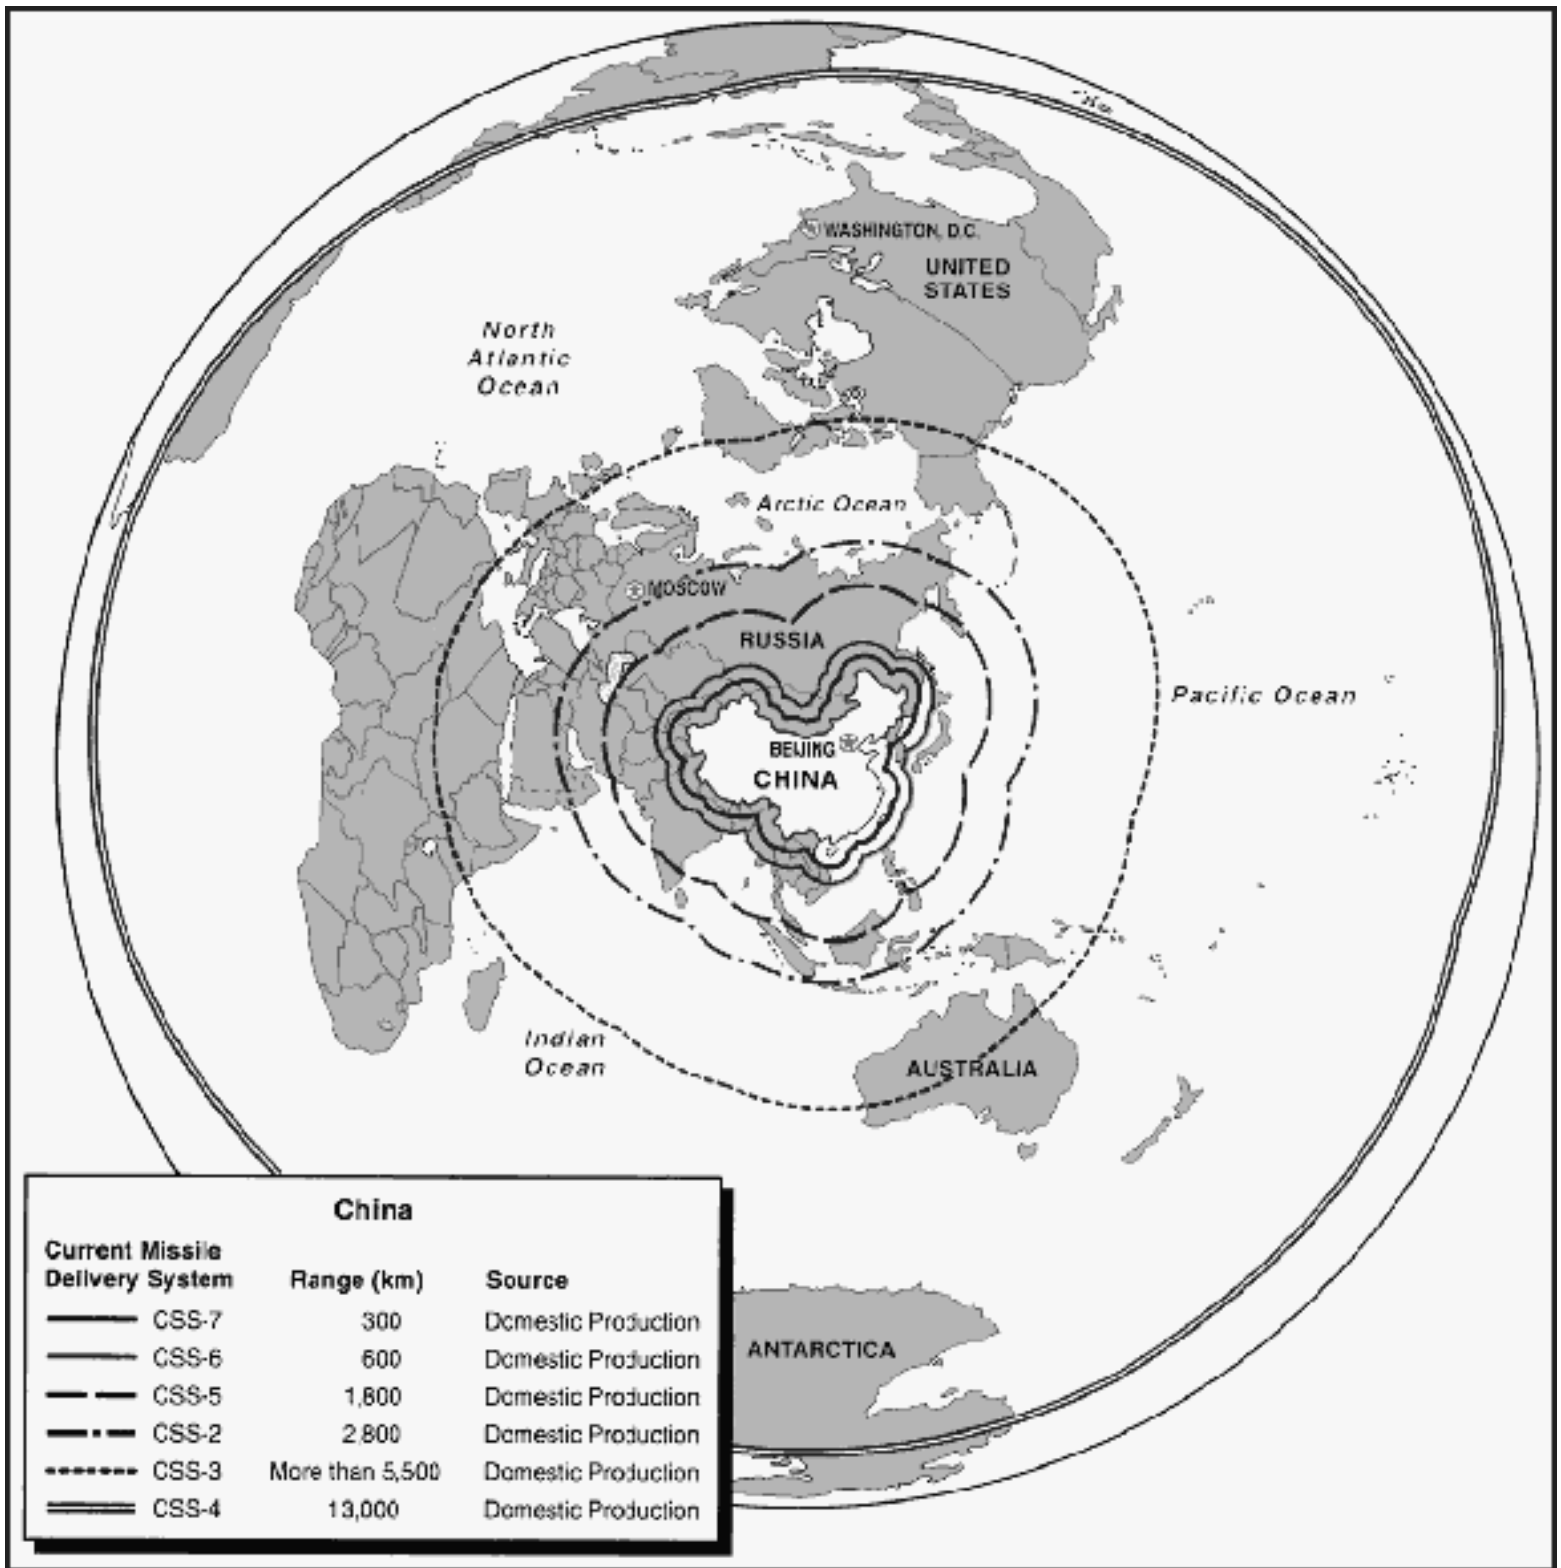 WASHINGTON, D.C.
UNITED
STATES
North
Atlantic
Ocean
Arctic Ocean
MOSCOW
RUSSIA
Pacific Ocean
BEIJING
CHINA
Indian
Ocean
AUSTRALIA
China
Current Missile
Delivery System Range (km) Source
CSS-7 300 Domestic Production
CSS-6 600 Domestic Production
CSS-5 1,800 Domestic Production
CSS-2 2,800 Domestic Production
CSS-3 More than 5,500 Domestic Production
CSS-4 13,000 Domestic Production
ANTARCTICA